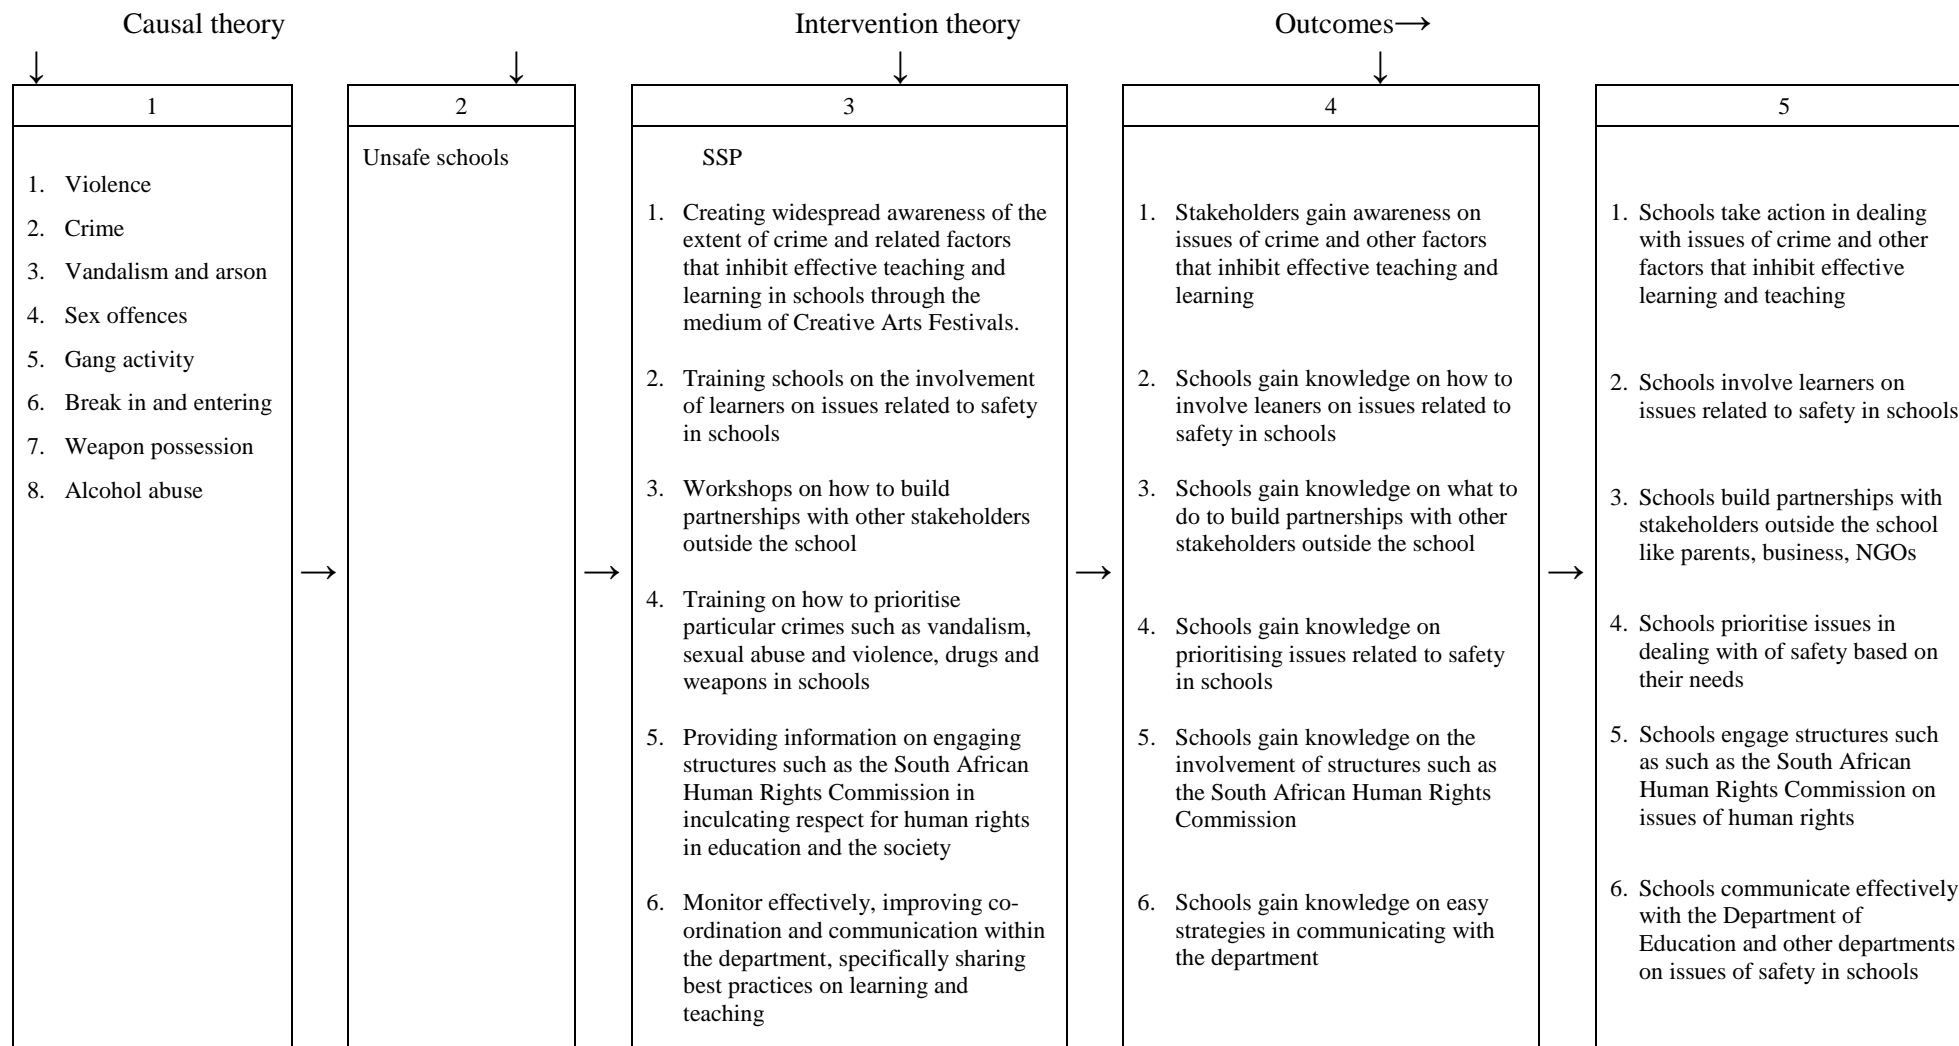 Causal theory
Intervention theory
Outcomes→
↓ ↓ ↓ ↓
1
1. Violence
2. Crime
3. Vandalism and arson
4. Sex offences
5. Gang activity
6. Break in and entering
7. Weapon possession
8. Alcohol abuse
→
2
Unsafe schools
→
3
SSP
1. Creating widespread awareness of the
extent of crime and related factors
that inhibit effective teaching and
learning in schools through the
medium of Creative Arts Festivals.
2. Training schools on the involvement
of learners on issues related to safety
in schools
3. Workshops on how to build
partnerships with other stakeholders
outside the school
4. Training on how to prioritise
particular crimes such as vandalism,
sexual abuse and violence, drugs and
weapons in schools
5. Providing information on engaging
structures such as the South African
Human Rights Commission in
inculcating respect for human rights
in education and the society
6. Monitor effectively, improving co-
ordination and communication within
the department, specifically sharing
best practices on learning and
teaching
→
4
1. Stakeholders gain awareness on
issues of crime and other factors
that inhibit effective teaching and
learning
2. Schools gain knowledge on how to
involve leaners on issues related to
safety in schools
3. Schools gain knowledge on what to
do to build partnerships with other
stakeholders outside the school
4. Schools gain knowledge on
prioritising issues related to safety
in schools
5. Schools gain knowledge on the
involvement of structures such as
the South African Human Rights
Commission
6. Schools gain knowledge on easy
strategies in communicating with
the department
→
5
1. Schools take action in dealing
with issues of crime and other
factors that inhibit effective
learning and teaching
2. Schools involve learners on
issues related to safety in schools
3. Schools build partnerships with
stakeholders outside the school
like parents, business, NGOs
4. Schools prioritise issues in
dealing with of safety based on
their needs
5. Schools engage structures such
as such as the South African
Human Rights Commission on
issues of human rights
6. Schools communicate effectively
with the Department of
Education and other departments
on issues of safety in schools